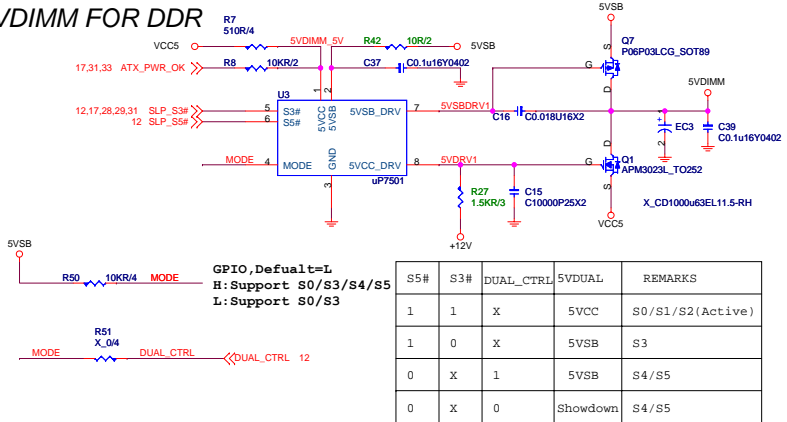 VDIMM FOR DDR
R7
510R/4
VCC5
5VDIMM_5V
R42
10R/2
5VSB
17,31,33 ATX_PWR_OK
R8
10KR/2
C37
C0.1u16Y0402
U3
1
2
12,17,28,29,31 SLP_S3#
5
S3#
12 SLP_S5#
6
S5#
5VCC
5VSB
5VSB_DRV
7
5VSBDRV1
MODE
4
MODE
GND
5VCC_DRV
8
5VDRV1
3
uP7501
C16
C0.018U16X2
R27
1.5KR/3
C15
C10000P25X2
+12V
5VSB
Q7
P06P03LCG_SOT89
S
G
D
5VDIMM
1
+
EC3
2
C39
C0.1u16Y0402
D
G
Q1
APM3023L_TO252
S
VCC5
X_CD1000u63EL11.5-RH
5VSB
R50
10KR/4
MODE
GPIO,Defualt=L
H:Support S0/S3/S4/S5
L:Support S0/S3
R51
X_0/4
MODE
DUAL_CTRL
DUAL_CTRL 12
S5# S3# DUAL_CTRL 5VDUAL REMARKS
1 1 X 5VCC S0/S1/S2(Active)
1 0 X 5VSB S3
0 X 1 5VSB S4/S5
0 X 0 Showdown S4/S5